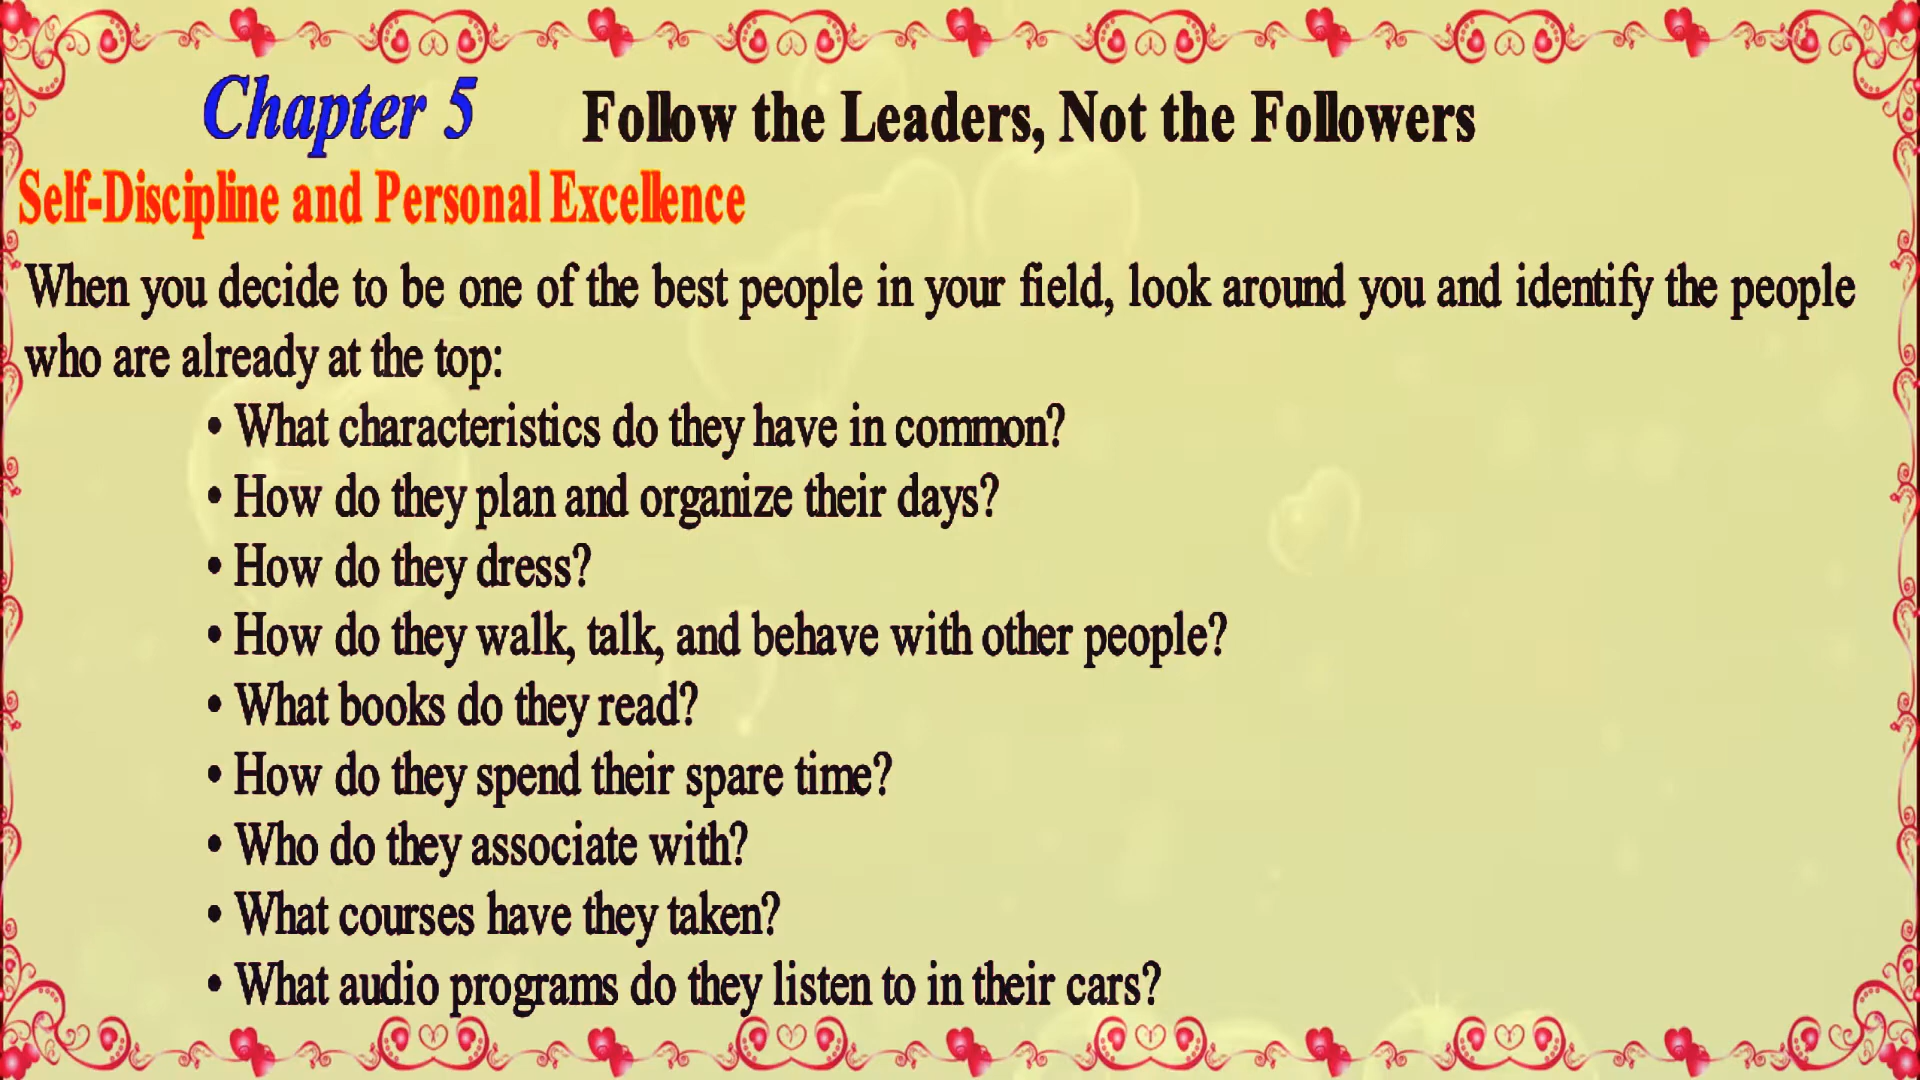 Chapter 5 Follow the Leaders, Not the Followers
Self-Discipline and Personal Excellence
When you decide to be one of the best people in your field, look around you and identify the people
who are already at the top:
• What characteristics do they have in common?
• How do they plan and organize their days?
• How do they dress?
• How do they walk, talk, and behave with other people?
• What books do they read?
• How do they spend their spare time?
• Who do they associate with?
• What courses have they taken?
• What audio programs do they listen to in their cars?